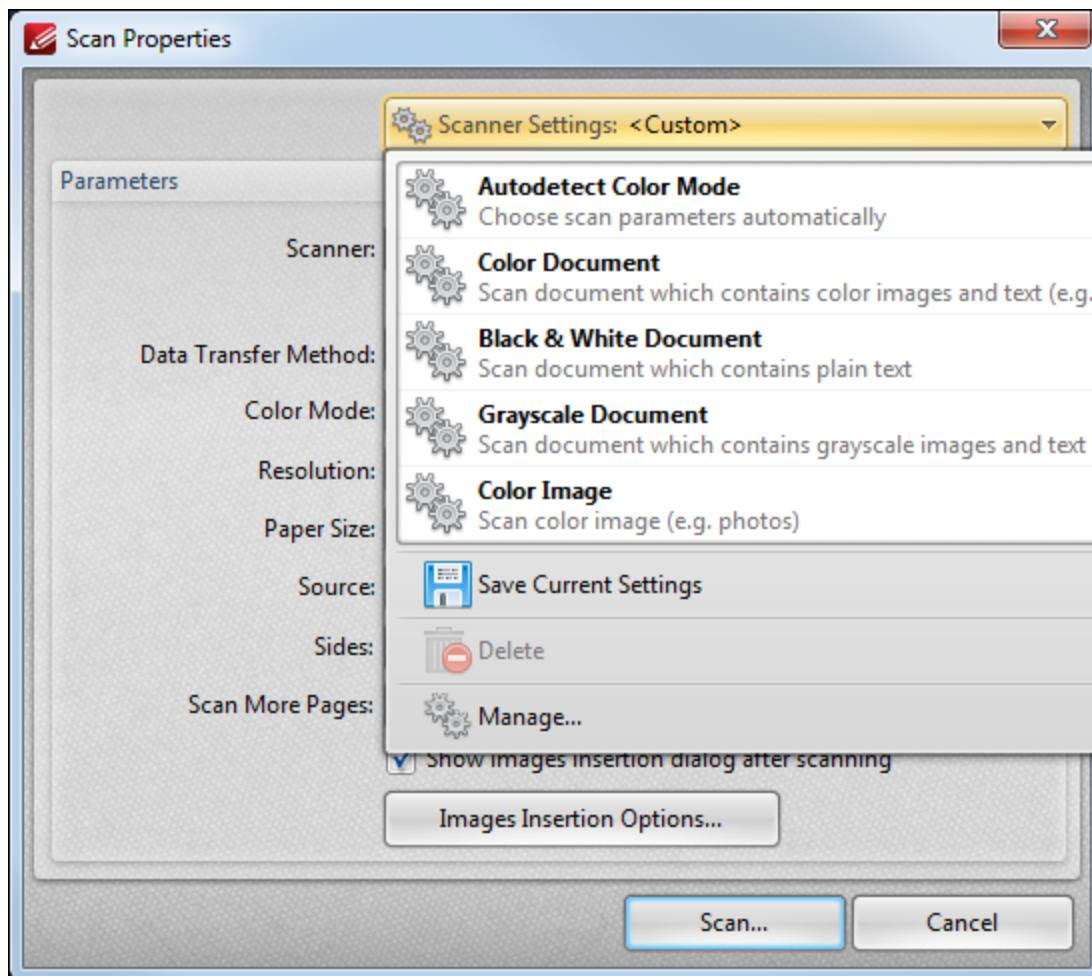 Scan Properties
Scanner Settings: <Custom>
Parameters
Autodetect Color Mode
Choose scan parameters automatically
Scanner:
Color Document
Scan document which contains color images and text (e.g.
Black & White Document
Data Transfer Method:
Scan document which contains plain text
Color Mode:
Grayscale Document
Scan document which contains grayscale images and text
Resolution:
Color Image
Scan color image (e.g. photos)
Paper Size:
Source:
Save Current Settings
Sides:
Delete
Scan More Pages:
Manage...
Show images insertion dialog after scanning
Images Insertion Options...
Scan...
Cancel